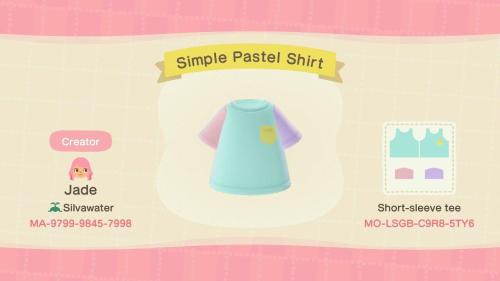 Simple Pastel Shirt
Creator
Jade
Silvawater
MA-9799-9845-7998
Short-sleeve tee
MO-LSGB-C9R8-5TY6